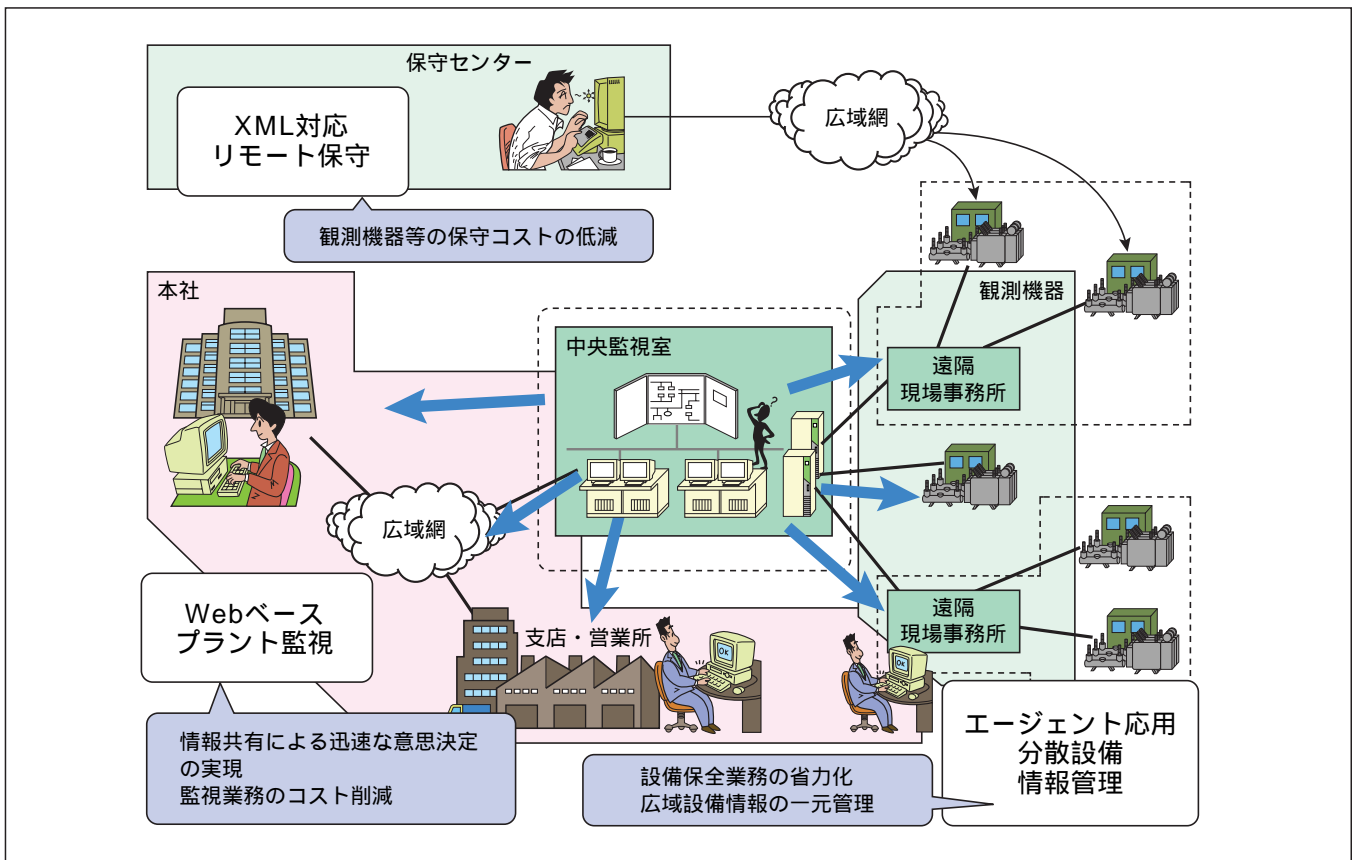 保守センター
XML対応
リモート保守
広域網
観測機器等の保守コストの低減
本社
観測機器
中央監視室
遠隔
現場事務所
?
広域網
Webベース
プラント監視
支店・営業所
OK
OK
遠隔
現場事務所
情報共有による迅速な意思決定
の実現
監視業務のコスト削減
設備保全業務の省力化
広域設備情報の一元管理
エージェント応用
分散設備
情報管理